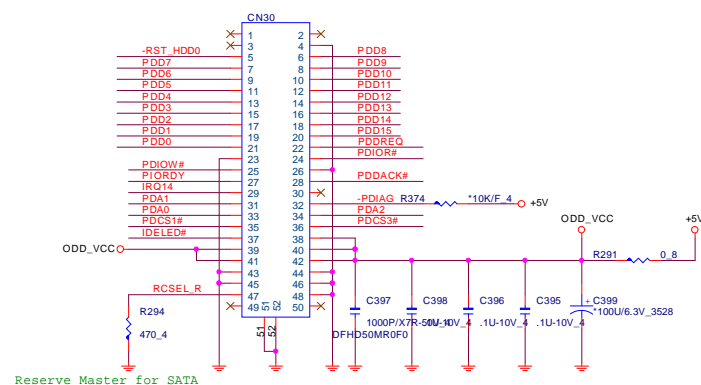 CN30
1 2
3 4
-RST_HDD0 5 6 PDD8
PDD7 7 8 PDD9
PDD6 9 10 PDD10
PDD5 11 12 PDD11
PDD4 13 14 PDD12
PDD3 15 16 PDD13
PDD2 17 18 PDD14
PDD1 19 20 PDD15
PDD0 21 22 PDDREQ
23 24 PDIOR#
PDIOW# 25 26
PIORDY 27 28 PDDACK#
IRQ14 29 30
PDA1 31 32 -PDIAG R374 *10K/F_4 +5V
PDA0 33 34 PDA2
PDCS1# 35 36 PDCS3#
IDELED# 37 38
ODD_VCC 39 40 ODD_VCC +5V
41 42 R291 0_8
43 44
45 46
RCSEL_R 47 48
49 51 52 50
51 52
R294
470_4
C397 C398 C396 C395 C399
1000P/X7R-50V_4 .1U-10V_4 .1U-10V_4 .1U-10V_4 *100U/6.3V_3528
DFHD50MR0F0
Reserve Master for SATA